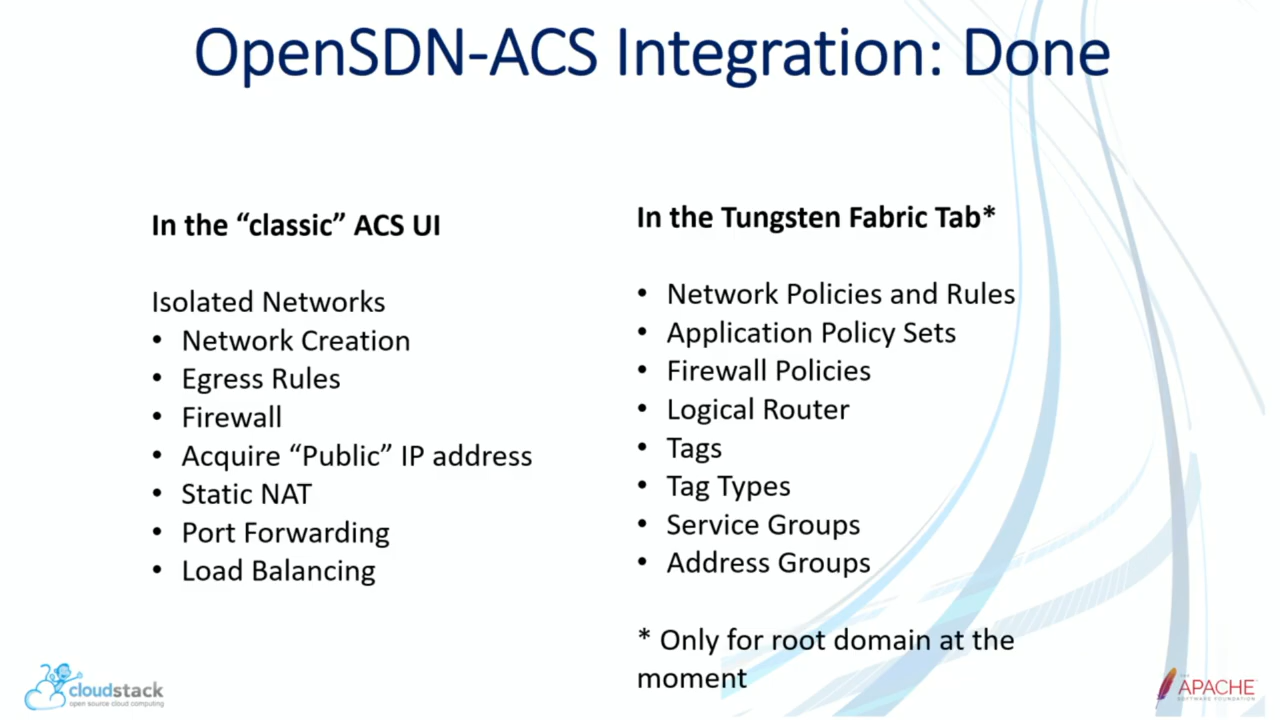 OpenSDN-ACS Integration: Done
In the “classic” ACS UI
Isolated Networks
• Network Creation
• Egress Rules
• Firewall
• Acquire “Public” IP address
• Static NAT
• Port Forwarding
• Load Balancing
In the Tungsten Fabric Tab*
• Network Policies and Rules
• Application Policy Sets
• Firewall Policies
• Logical Router
• Tags
• Tag Types
• Service Groups
• Address Groups
* Only for root domain at the
moment
cloudstack
open source cloud computing
THE
APACHE
SOFTWARE FOUNDATION